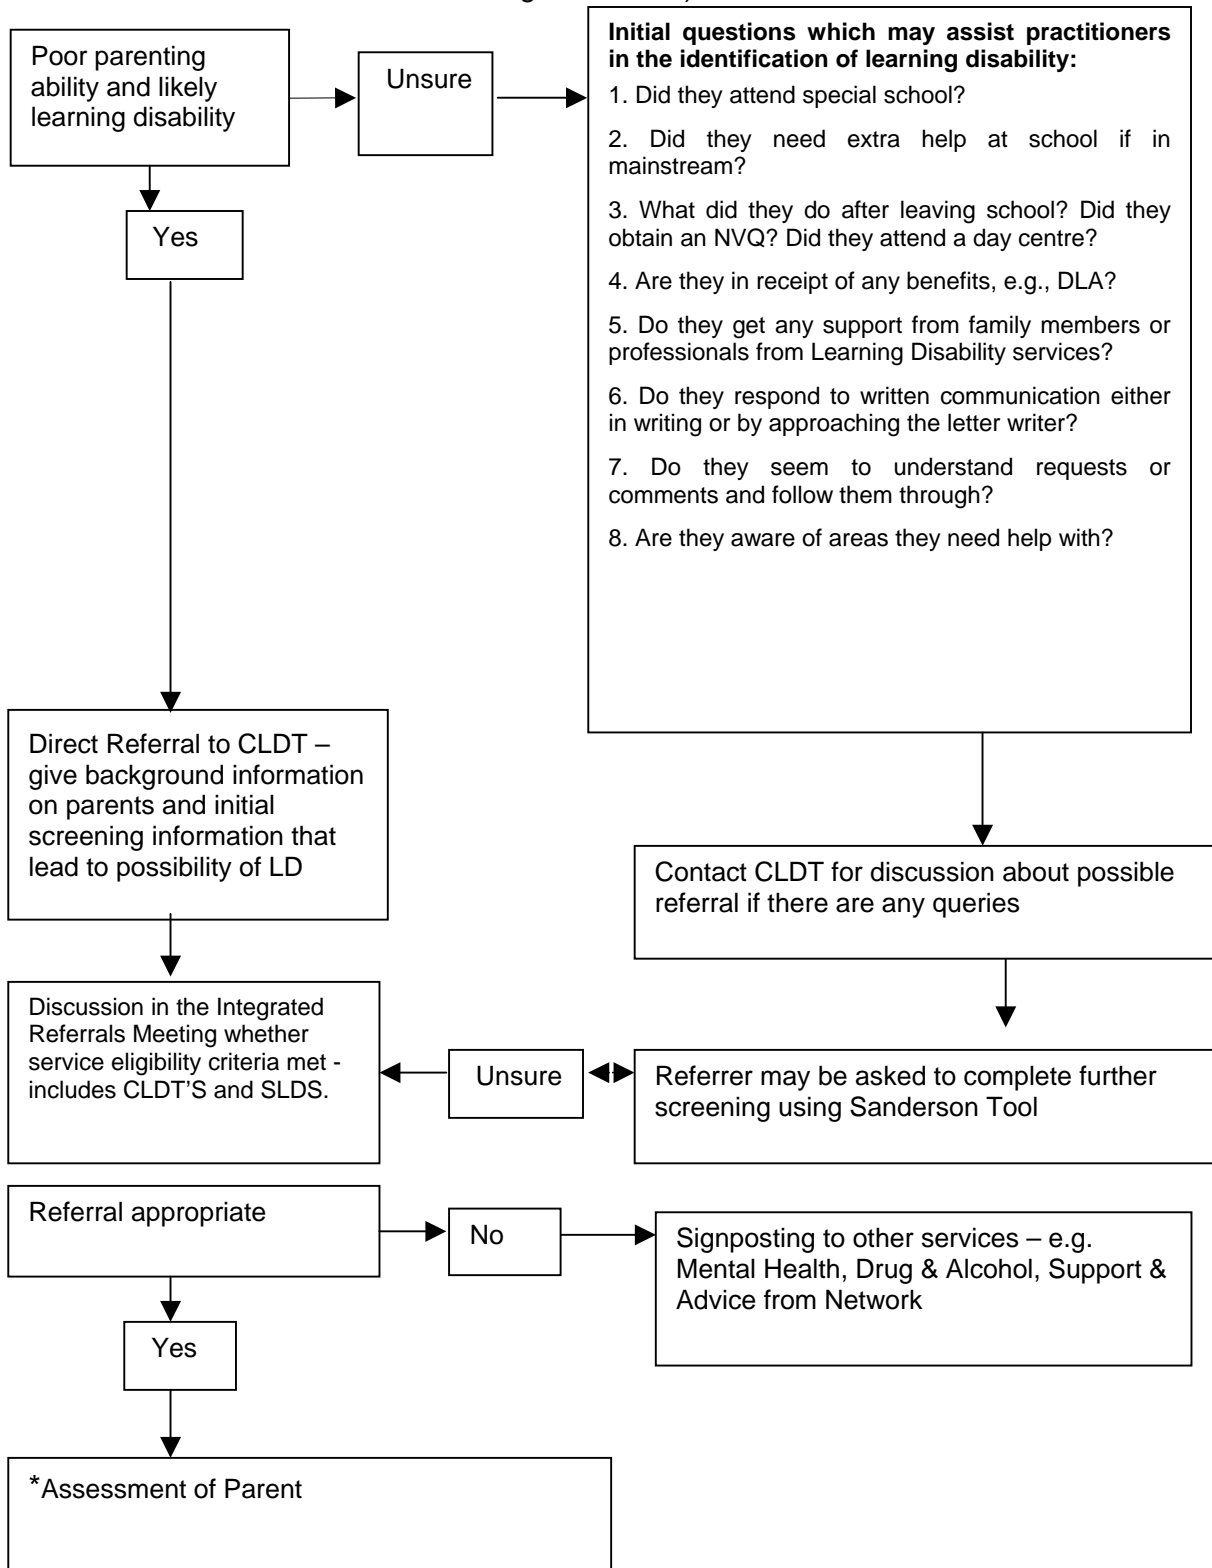 Poor parenting
ability and likely
learning disability
Unsure
Initial questions which may assist practitioners
in the identification of learning disability:
1. Did they attend special school?
2. Did they need extra help at school if in
mainstream?
3. What did they do after leaving school? Did they
obtain an NVQ? Did they attend a day centre?
4. Are they in receipt of any benefits, e.g., DLA?
5. Do they get any support from family members or
professionals from Learning Disability services?
6. Do they respond to written communication either
in writing or by approaching the letter writer?
7. Do they seem to understand requests or
comments and follow them through?
8. Are they aware of areas they need help with?
Yes
Direct Referral to CLDT –
give background information
on parents and initial
screening information that
lead to possibility of LD
Contact CLDT for discussion about possible
referral if there are any queries
Discussion in the Integrated
Referrals Meeting whether
service eligibility criteria met -
includes CLDT'S and SLDS.
Unsure
Referrer may be asked to complete further
screening using Sanderson Tool
Referral appropriate
No
Signposting to other services – e.g.
Mental Health, Drug & Alcohol, Support &
Advice from Network
Yes
*Assessment of Parent